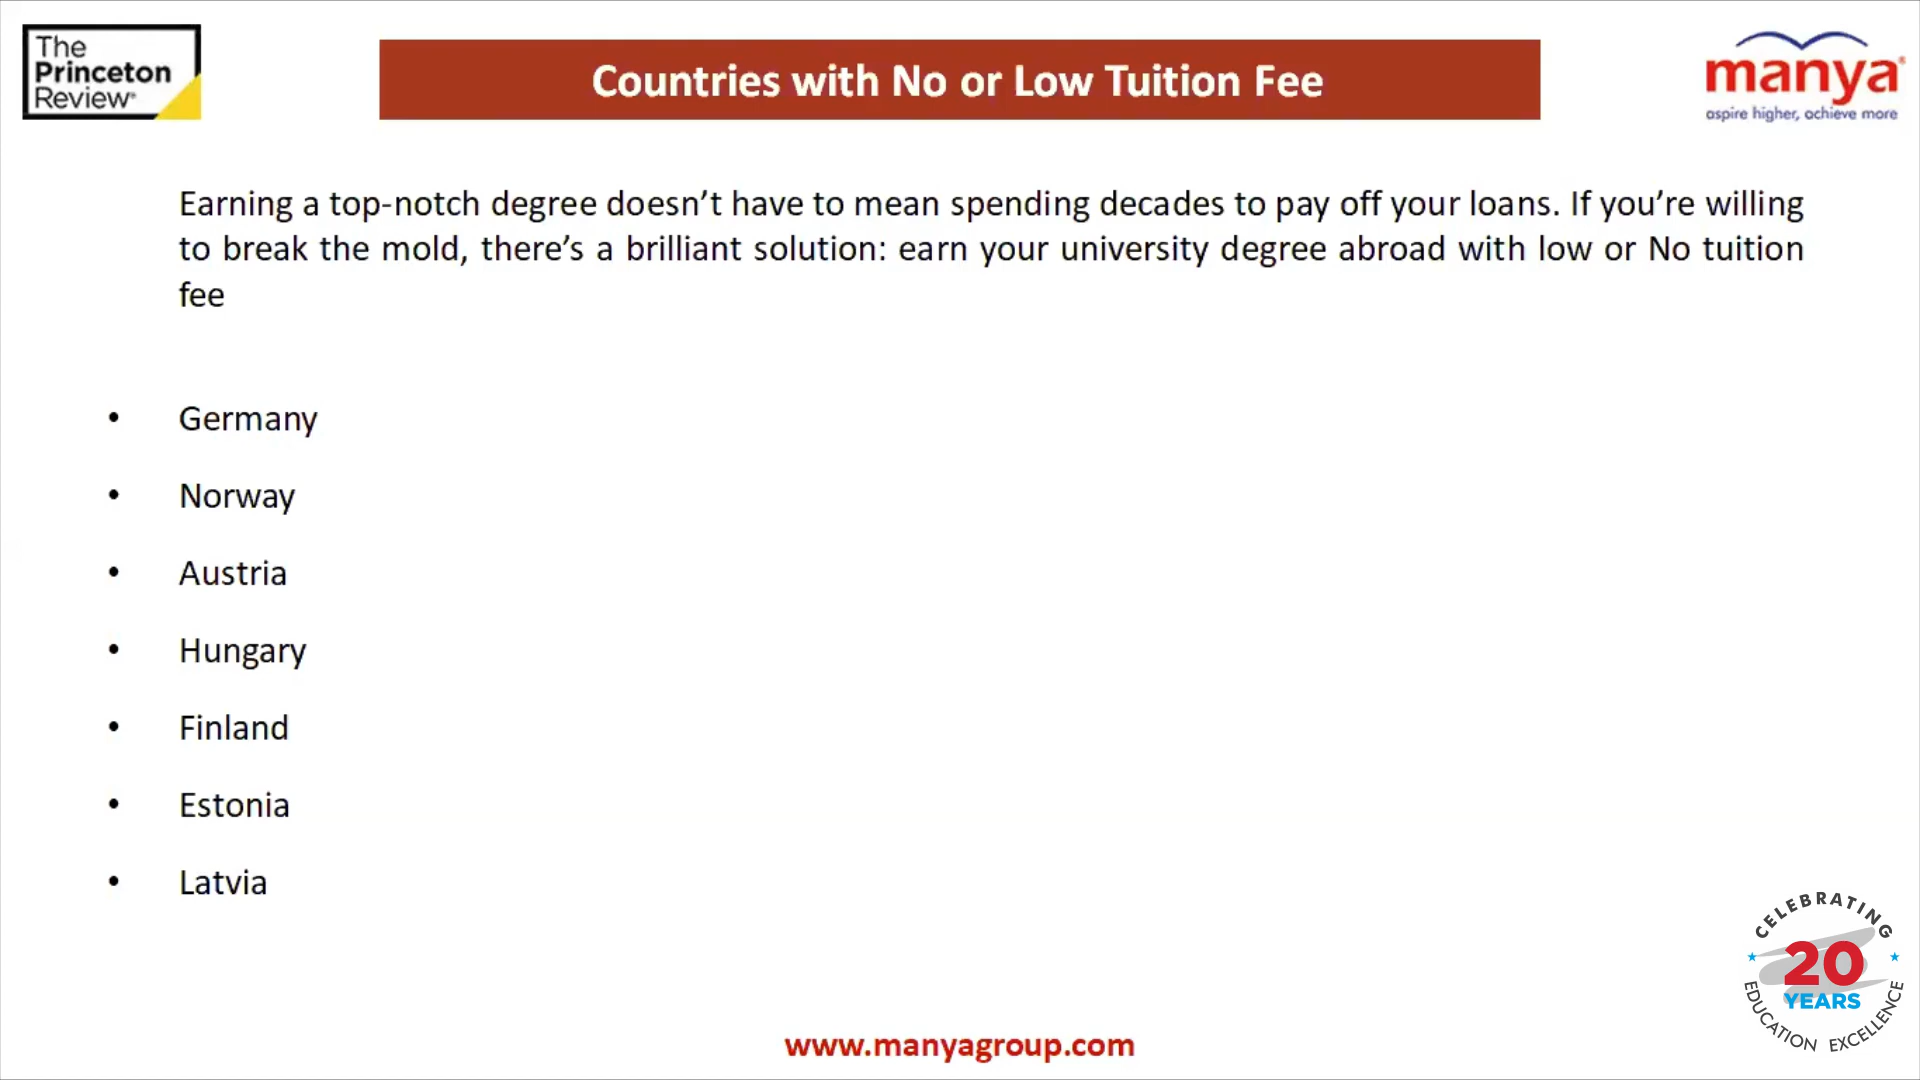 The
Princeton
Review®
Countries with No or Low Tuition Fee
manya®
aspire higher, achieve more
Earning a top-notch degree doesn’t have to mean spending decades to pay off your loans. If you’re willing
to break the mold, there’s a brilliant solution: earn your university degree abroad with low or No tuition
fee
• Germany
• Norway
• Austria
• Hungary
• Finland
• Estonia
• Latvia
CELEBRATING
20
YEARS
EDUCATION EXCELLENCE
www.manyagroup.com